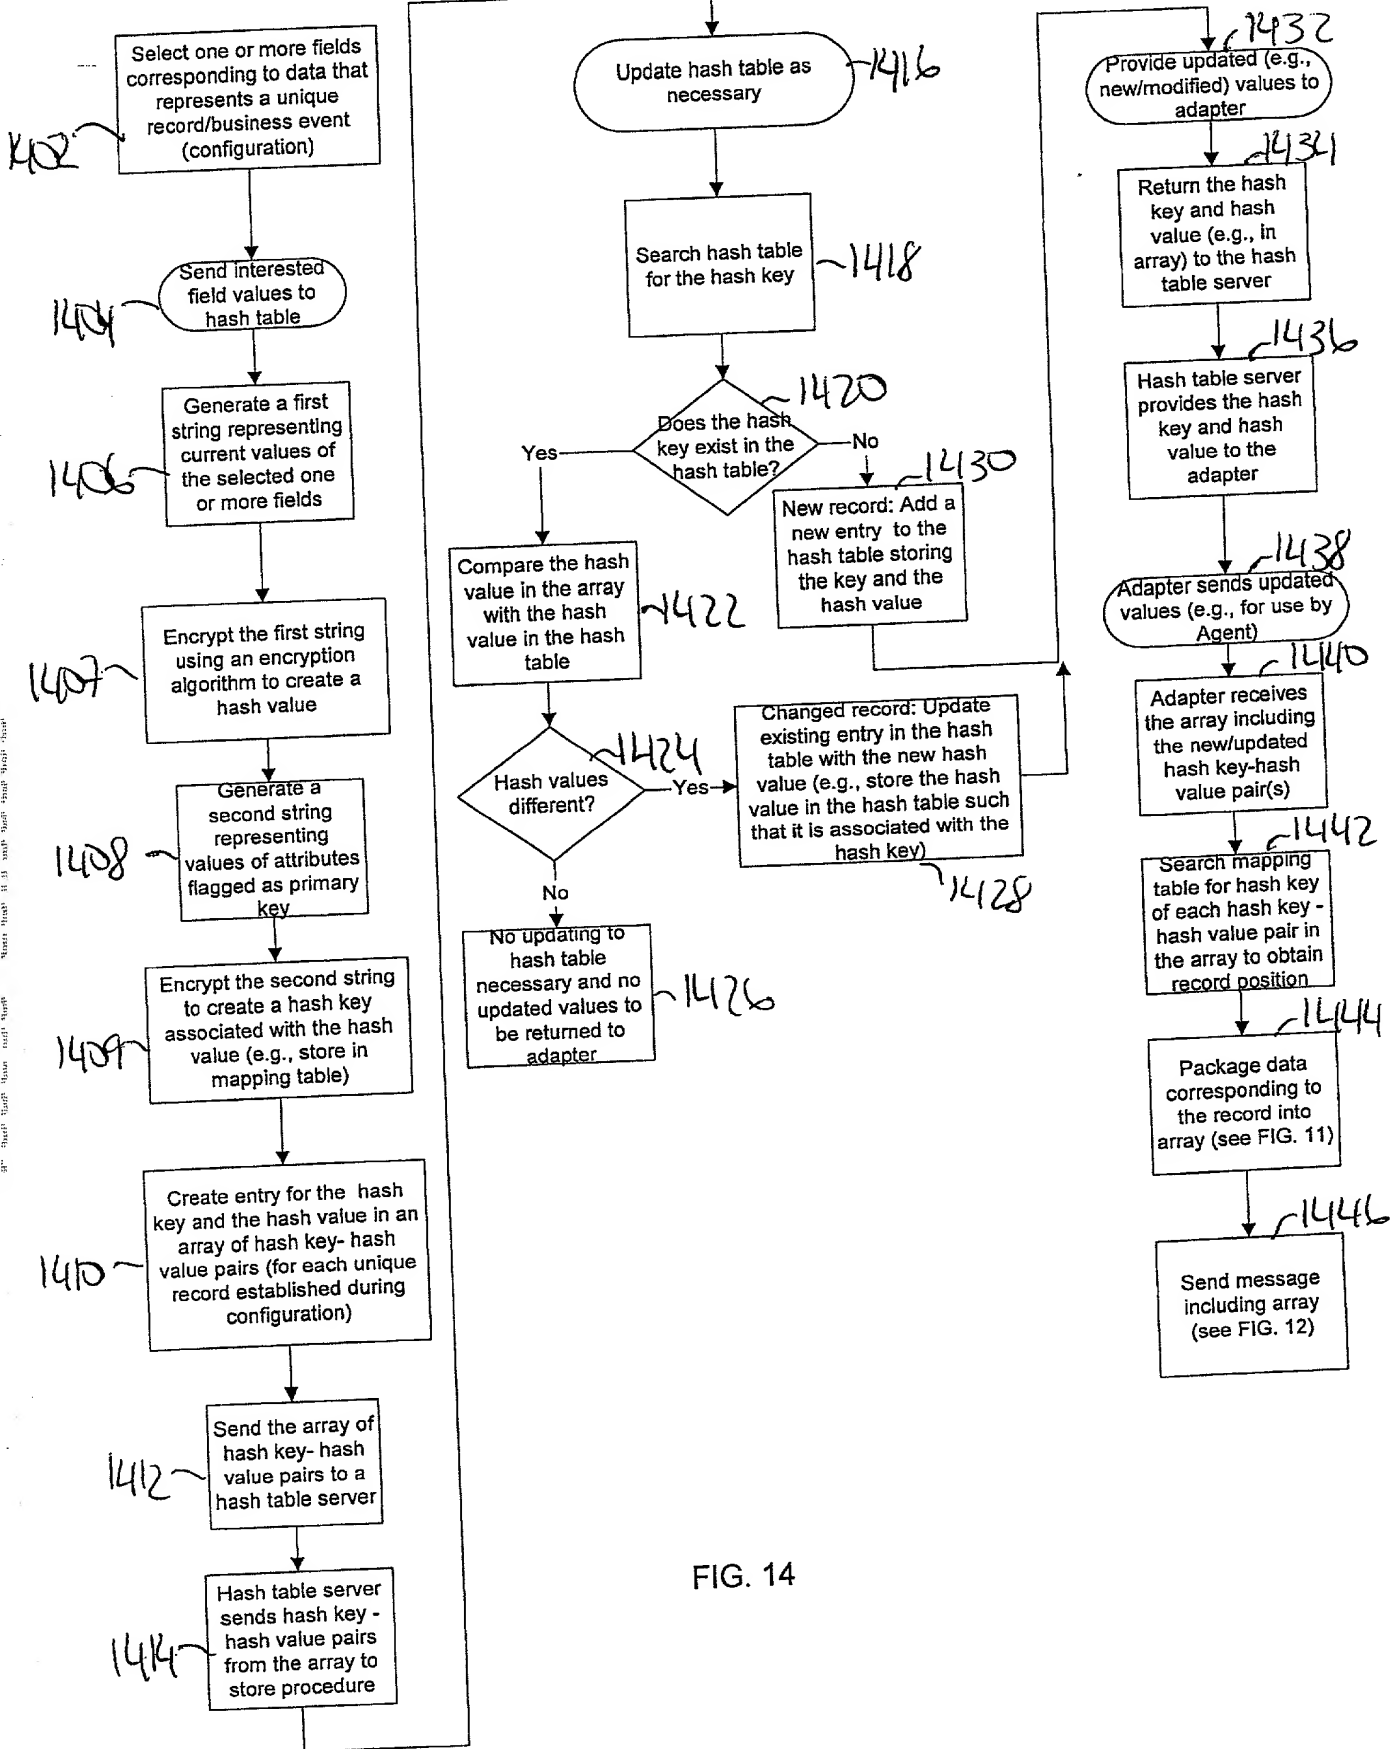 Select one or more fields
corresponding to data that
represents a unique
record/business event
(configuration)
1402
Send interested
field values to
hash table
1404
Generate a first
string representing
current values of
the selected one
or more fields
1406
Encrypt the first string
using an encryption
algorithm to create a
hash value
1407
Generate a
second string
representing
values of attributes
flagged as primary
key
1408
Encrypt the second string
to create a hash key
associated with the hash
value (e.g., store in
mapping table)
1409
Create entry for the hash
key and the hash value in an
array of hash key- hash
value pairs (for each unique
record established during
configuration)
1410
Send the array of
hash key- hash
value pairs to a
hash table server
1412
Hash table server
sends hash key -
hash value pairs
from the array to
store procedure
1414
Update hash table as
necessary
1416
Search hash table
for the hash key
1418
1420
Does the hash
key exist in the
hash table?
Yes
No
1430
New record: Add a
new entry to the
hash table storing
the key and the
hash value
Compare the hash
value in the array
with the hash
value in the hash
table
1422
1424
Hash values
different?
Yes
Changed record: Update
existing entry in the hash
table with the new hash
value (e.g., store the hash
value in the hash table such
that it is associated with the
hash key)
1428
No
No updating to
hash table
necessary and no
updated values to
be returned to
adapter
1426
1432
Provide updated (e.g.,
new/modified) values to
adapter
1434
Return the hash
key and hash
value (e.g., in
array) to the hash
table server
1436
Hash table server
provides the hash
key and hash
value to the
adapter
1438
Adapter sends updated
values (e.g., for use by
Agent)
1440
Adapter receives
the array including
the new/updated
hash key-hash
value pair(s)
1442
Search mapping
table for hash key
of each hash key -
hash value pair in
the array to obtain
record position
1444
Package data
corresponding to
the record into
array (see FIG. 11)
1446
Send message
including array
(see FIG. 12)
FIG. 14